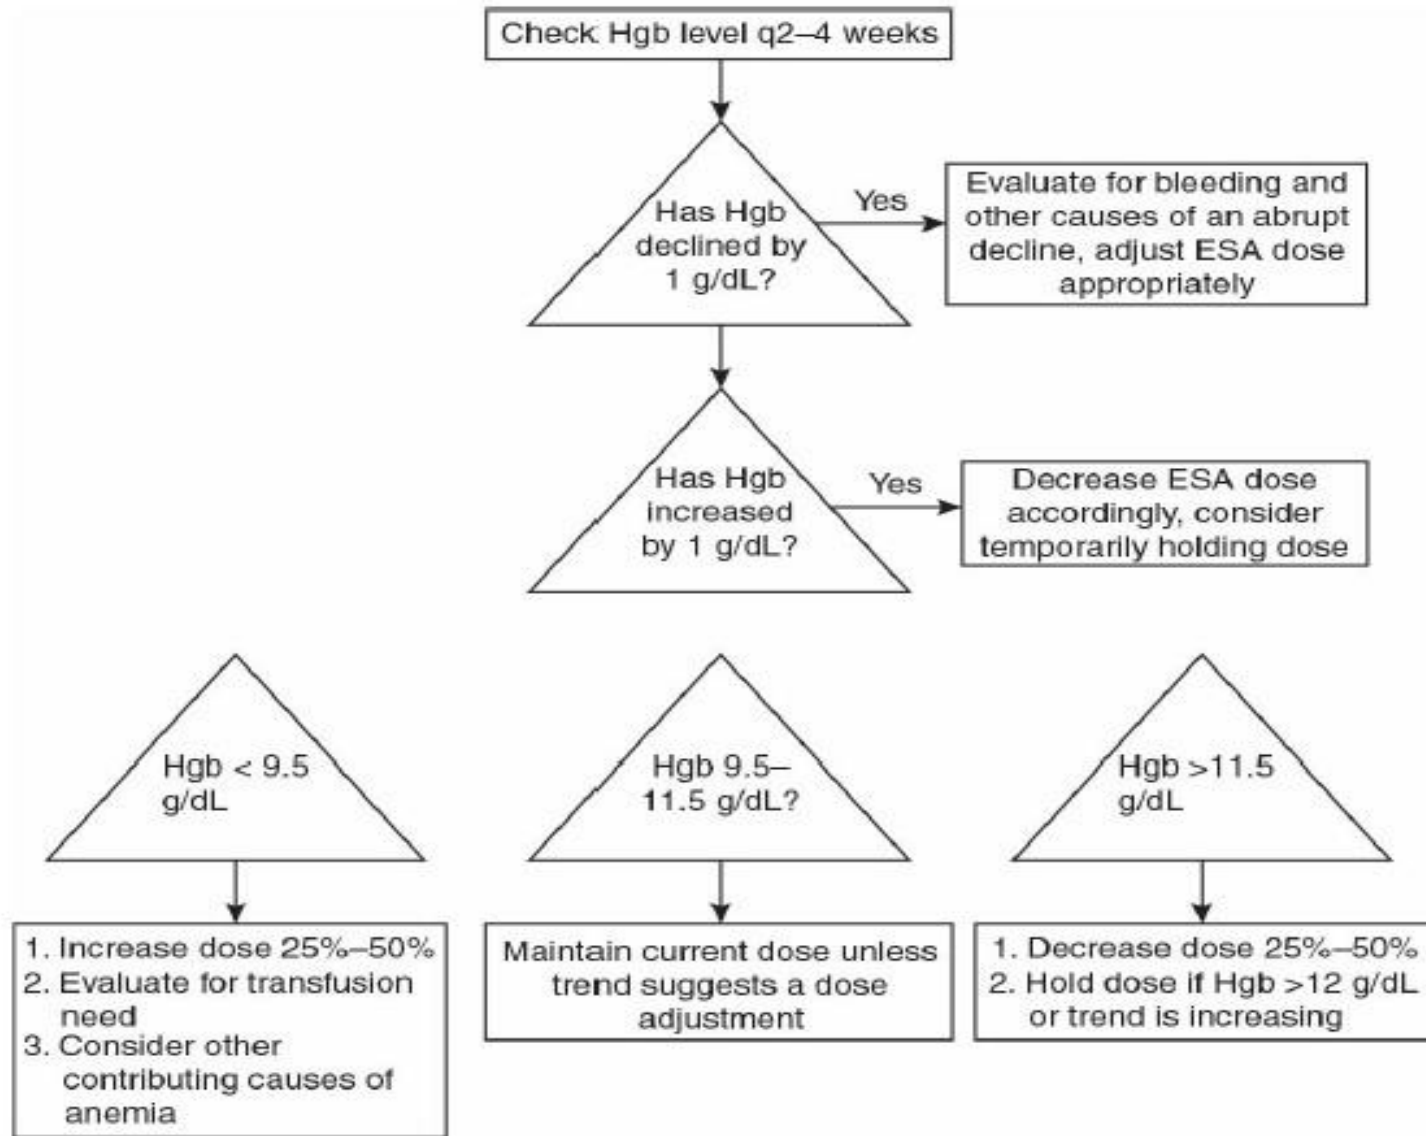 Check Hgb level q2–4 weeks
Has Hgb
declined by
1 g/dL?
Yes
Evaluate for bleeding and
other causes of an abrupt
decline, adjust ESA dose
appropriately
Has Hgb
increased
by 1 g/dL?
Yes
Decrease ESA dose
accordingly, consider
temporarily holding dose
Hgb < 9.5
g/dL
Hgb 9.5–
11.5 g/dL?
Hgb >11.5
g/dL
1. Increase dose 25%–50%
2. Evaluate for transfusion
need
3. Consider other
contributing causes of
anemia
Maintain current dose unless
trend suggests a dose
adjustment
1. Decrease dose 25%–50%
2. Hold dose if Hgb >12 g/dL
or trend is increasing